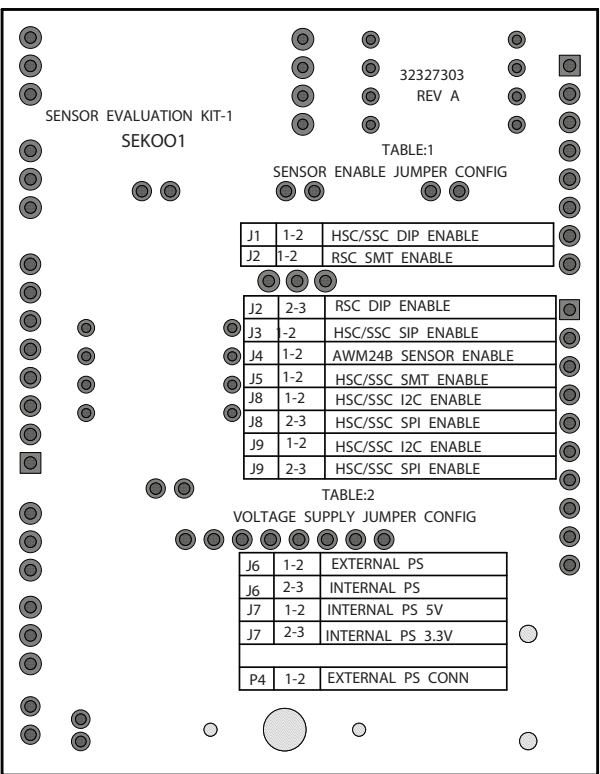 32327303
REV A
SENSOR EVALUATION KIT-1
SEKOO1
TABLE:1
SENSOR ENABLE JUMPER CONFIG
J1 1-2 HSC/SSC DIP ENABLE
J2 1-2 RSC SMT ENABLE
J2 2-3 RSC DIP ENABLE
J3 1-2 HSC/SSC SIP ENABLE
J4 1-2 AWM24B SENSOR ENABLE
J5 1-2 HSC/SSC SMT ENABLE
J8 1-2 HSC/SSC I2C ENABLE
J8 2-3 HSC/SSC SPI ENABLE
J9 1-2 HSC/SSC I2C ENABLE
J9 2-3 HSC/SSC SPI ENABLE
TABLE:2
VOLTAGE SUPPLY JUMPER CONFIG
J6 1-2 EXTERNAL PS
J6 2-3 INTERNAL PS
J7 1-2 INTERNAL PS 5V
J7 2-3 INTERNAL PS 3.3V
P4 1-2 EXTERNAL PS CONN